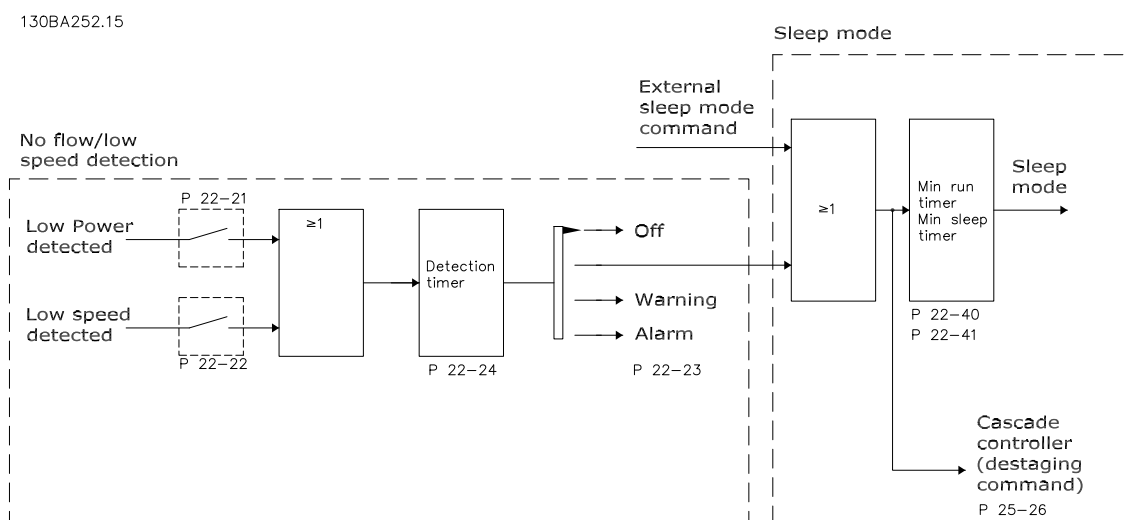 130BA252.15
Sleep mode
External
sleep mode
command
No flow/low
speed detection
P 22-21
Low Power
detected
≥1
Low speed
detected
P 22-22
Detection
timer
P 22-24
Off
Warning
Alarm
P 22-23
≥1
Min run
timer
Min sleep
timer
P 22-40
P 22-41
Sleep
mode
Cascade
controller
(destaging
command)
P 25-26